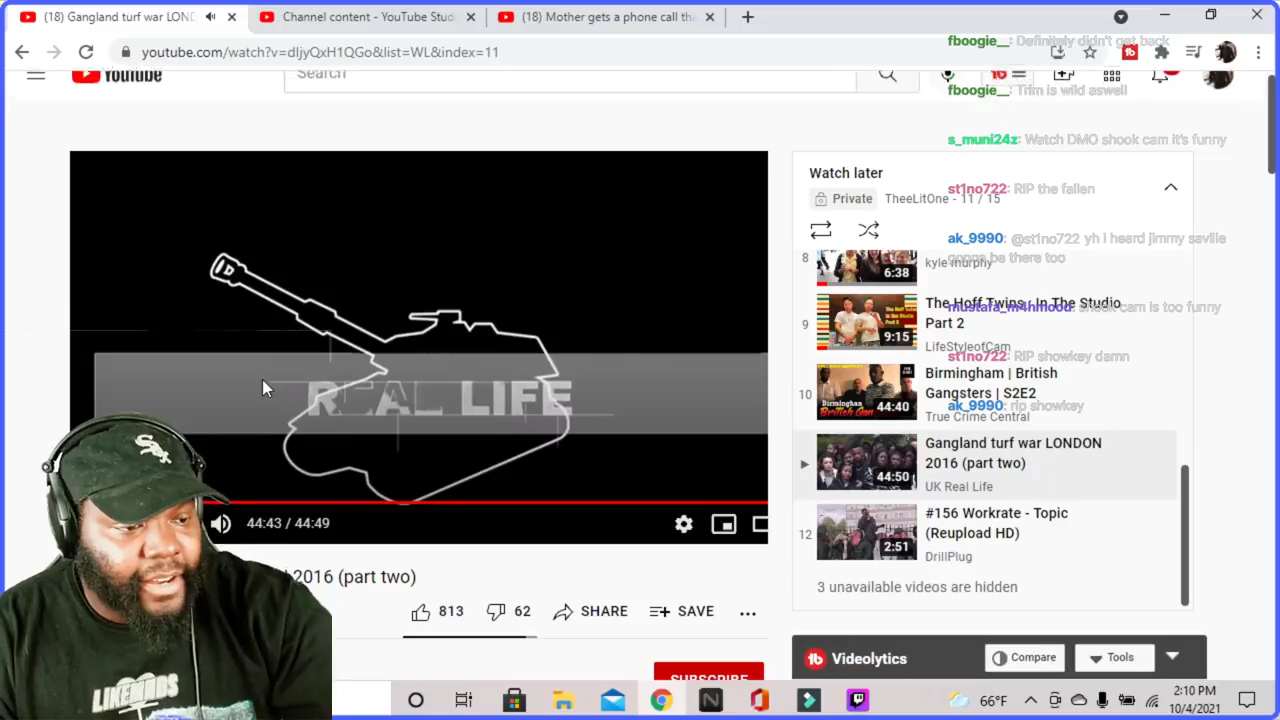 (18) Gangland turf war LOND
Channel content - YouTube Stud
(18) Mother gets a phone call tha
youtube.com/watch?v=dIjyQxH1QGo&list=WL&index=11
fboogie__: Definitely didn't get back
YouTube
Search
fboogie__: Trim is wild aswell
s_muni24z: Watch DMO shook cam it's funny
Watch later
st1no722: RIP the fallen
Private
TheeLitOne - 11 / 15
ak_9990: @st1no722 yh i heard jimmy saville
gonna be there too
8
6:38
kyle murphy
mustafa_m4hmood: shook cam is too funny
9
9:15
The Hoff Twins - In The Studio
Part 2
LifeStyleofCam
st1no722: RIP showkey damn
10
44:40
Birmingham | British
Gangsters | S2E2
True Crime Central
ak_9990: rip showkey
REAL LIFE
44:50
Gangland turf war LONDON
2016 (part two)
UK Real Life
44:43 / 44:49
12
2:51
#156 Workrate - Topic
(Reupload HD)
DrillPlug
3 unavailable videos are hidden
2016 (part two)
813
62
SHARE
SAVE
Videolytics
Compare
Tools
SUBSCRIBE
66°F
2:10 PM
10/4/2021